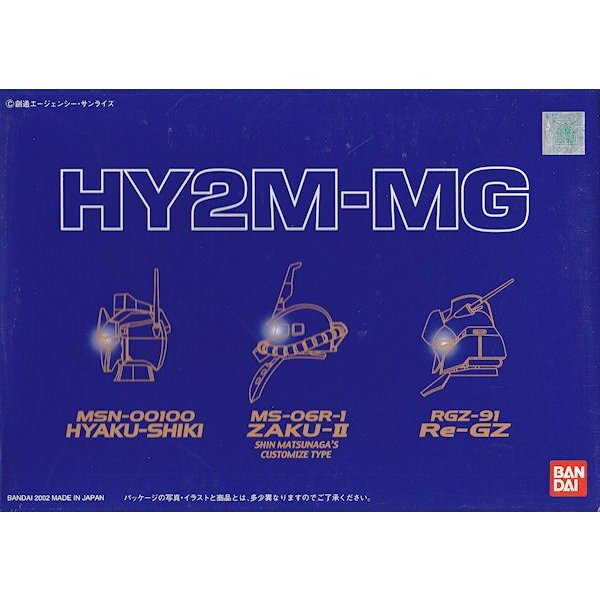 ©創通エージェンシー・サンライズ
HY2M-MG
MSN-00100
HYAKU-SHIKI
MS-06R-1
ZAKU-II
SHIN MATSUNAGA'S
CUSTOMIZE TYPE
RGZ-91
Re-GZ
BAN
DAI
BANDAI 2002 MADE IN JAPAN
パッケージの写真・イラストと商品とは、多少異なりますのでご了承ください。